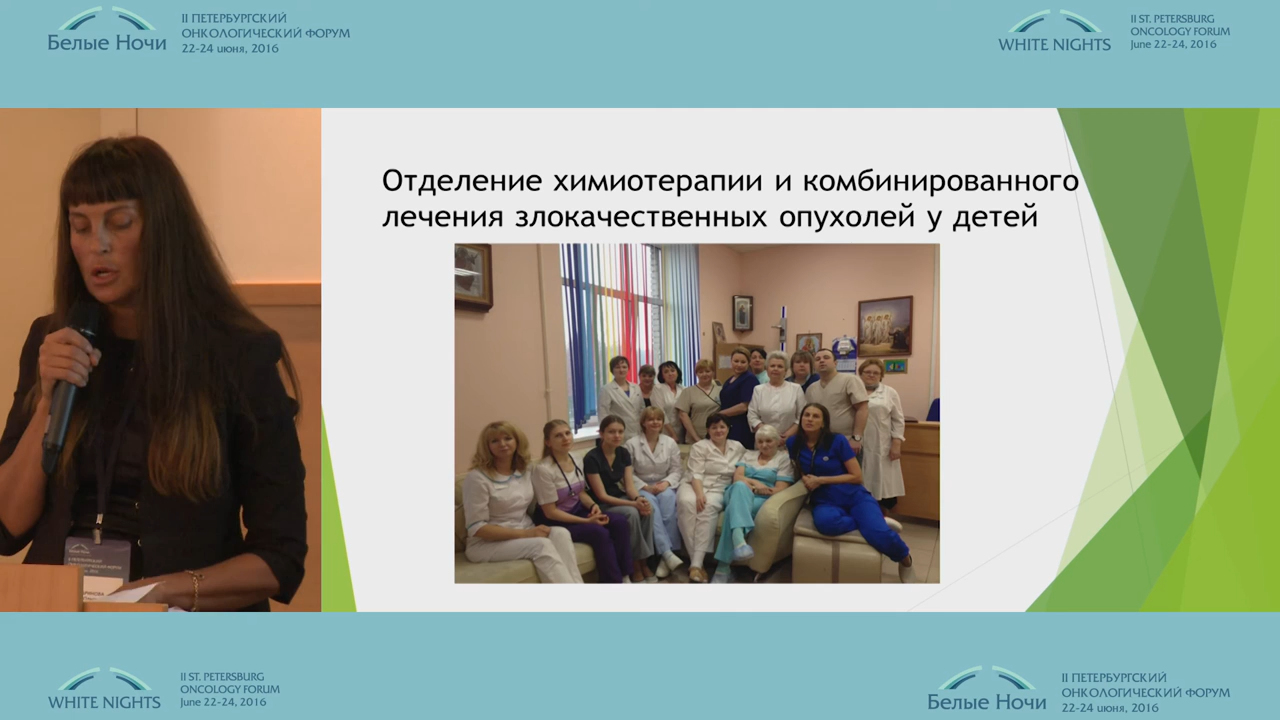 Белые Ночи
II ПЕТЕРБУРГСКИЙ
ОНКОЛОГИЧЕСКИЙ ФОРУМ
22-24 июня, 2016
WHITE NIGHTS
II ST. PETERSBURG
ONCOLOGY FORUM
June 22-24, 2016
Отделение химиотерапии и комбинированного
лечения злокачественных опухолей у детей
Белые Ночи
WHITE NIGHTS
II ST. PETERSBURG
ONCOLOGY FORUM
June 22-24, 2016
Белые Ночи
II ПЕТЕРБУРГСКИЙ
ОНКОЛОГИЧЕСКИЙ ФОРУМ
22-24 июня, 2016